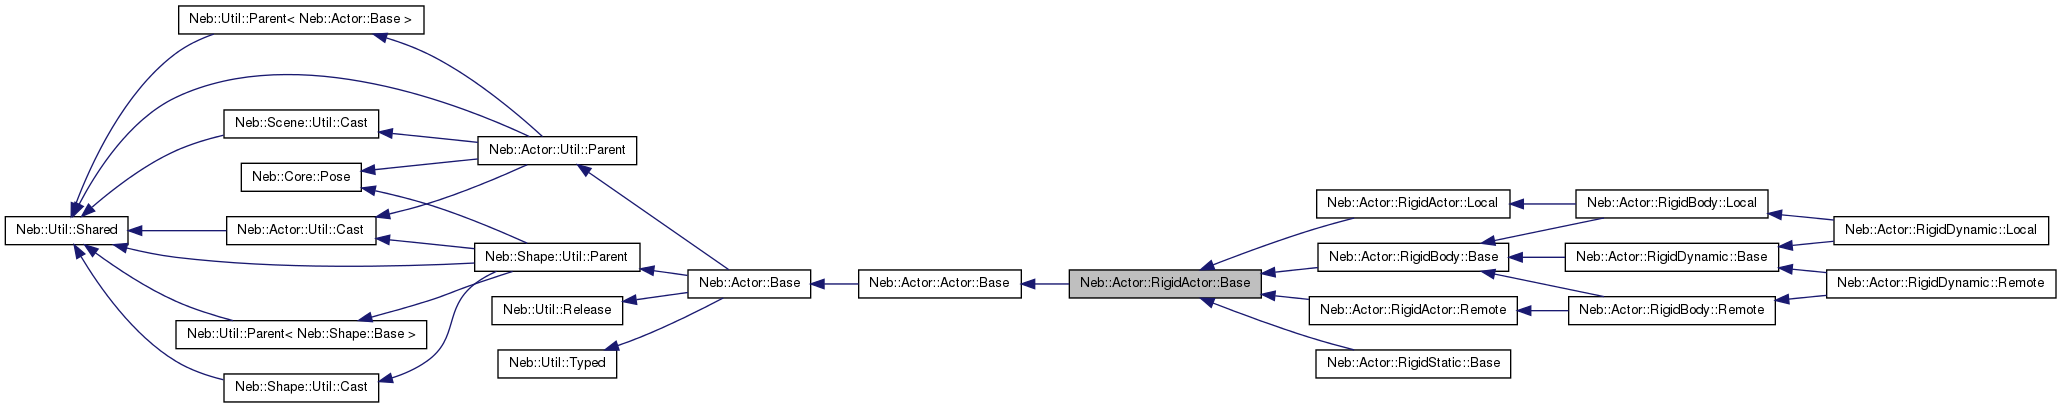 Neb::Util::Parent< Neb::Actor::Base >
Neb::Scene::Util::Cast
Neb::Actor::Util::Parent
Neb::Core::Pose
Neb::Util::Shared
Neb::Actor::Util::Cast
Neb::Shape::Util::Parent
Neb::Actor::Base
Neb::Util::Release
Neb::Util::Parent< Neb::Shape::Base >
Neb::Util::Typed
Neb::Shape::Util::Cast
Neb::Actor::Actor::Base
Neb::Actor::RigidActor::Base
Neb::Actor::RigidActor::Local
Neb::Actor::RigidBody::Base
Neb::Actor::RigidActor::Remote
Neb::Actor::RigidStatic::Base
Neb::Actor::RigidBody::Local
Neb::Actor::RigidDynamic::Base
Neb::Actor::RigidBody::Remote
Neb::Actor::RigidDynamic::Local
Neb::Actor::RigidDynamic::Remote